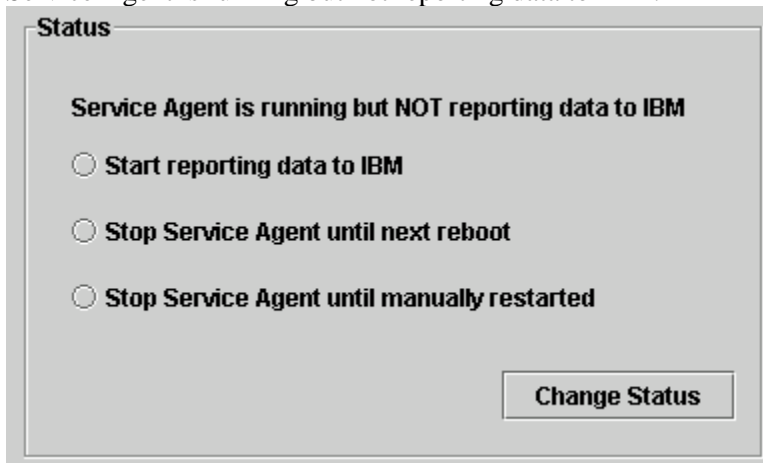 Status
Service Agent is running but NOT reporting data to IBM
Start reporting data to IBM
Stop Service Agent until next reboot
Stop Service Agent until manually restarted
Change Status